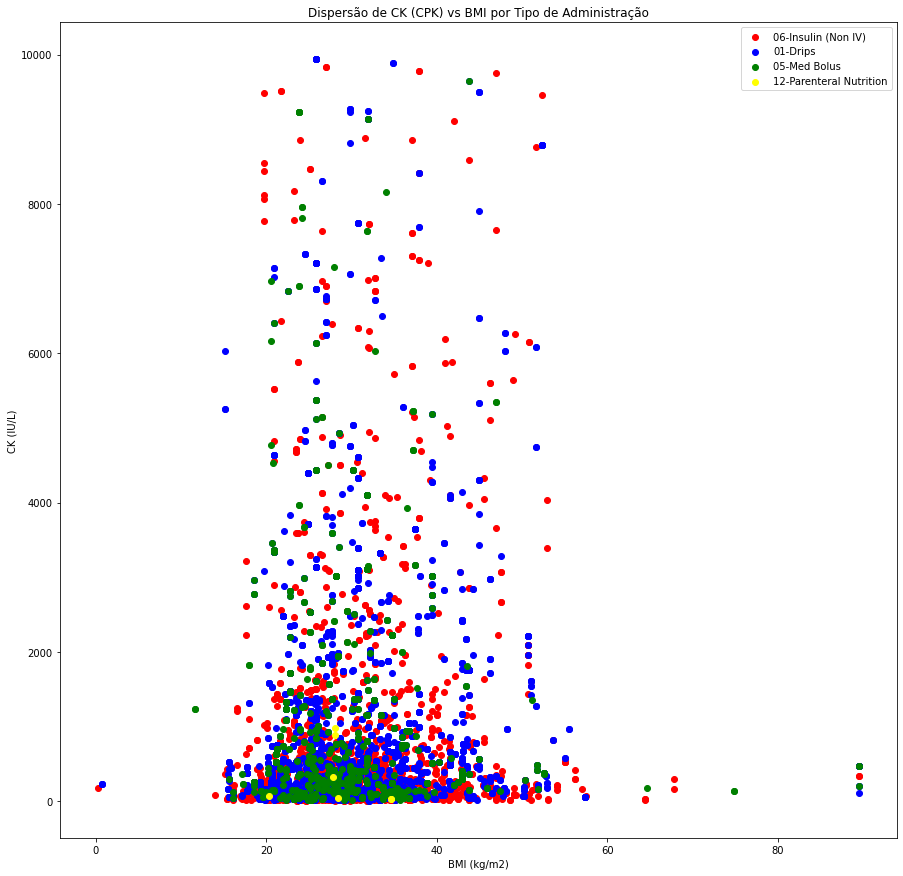 Dispersão de CK (CPK) vs BMI por Tipo de Administração
06-Insulin (Non IV)
01-Drips
05-Med Bolus
12-Parenteral Nutrition
10000
8000
6000
4000
2000
0
CK (IU/L)
0 20 40 60 80
BMI (kg/m2)